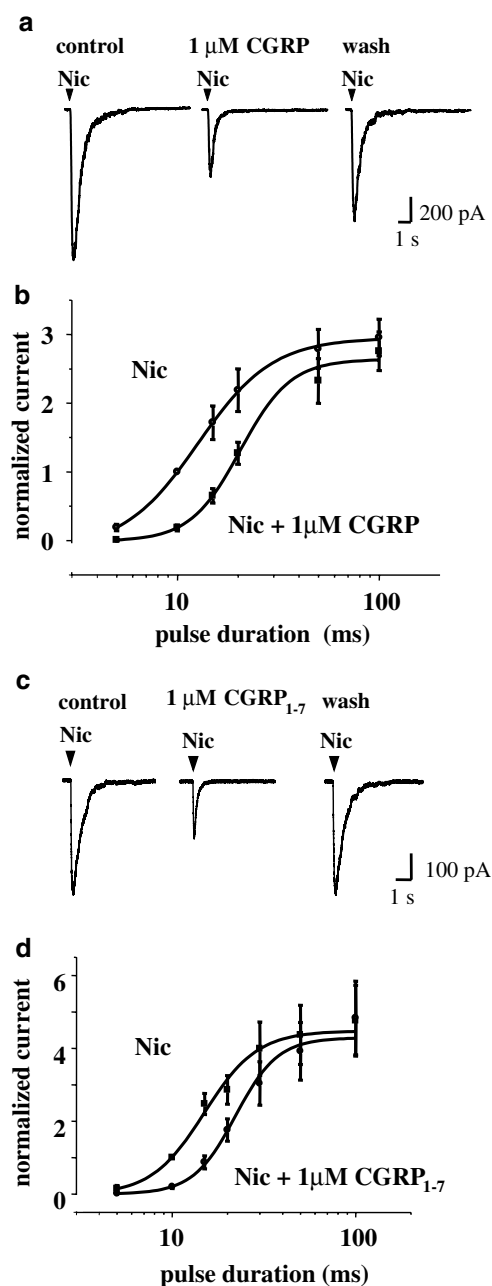 a
control 1 μM CGRP wash
Nic Nic Nic
200 pA
1 s
b
3
2
1
0
normalized current
Nic
Nic + 1μM CGRP
10 100
pulse duration (ms)
c
control 1 μM CGRP1-7 wash
Nic Nic Nic
100 pA
1 s
d
6
4
2
0
normalized current
Nic
Nic + 1μM CGRP1-7
10 100
pulse duration (ms)